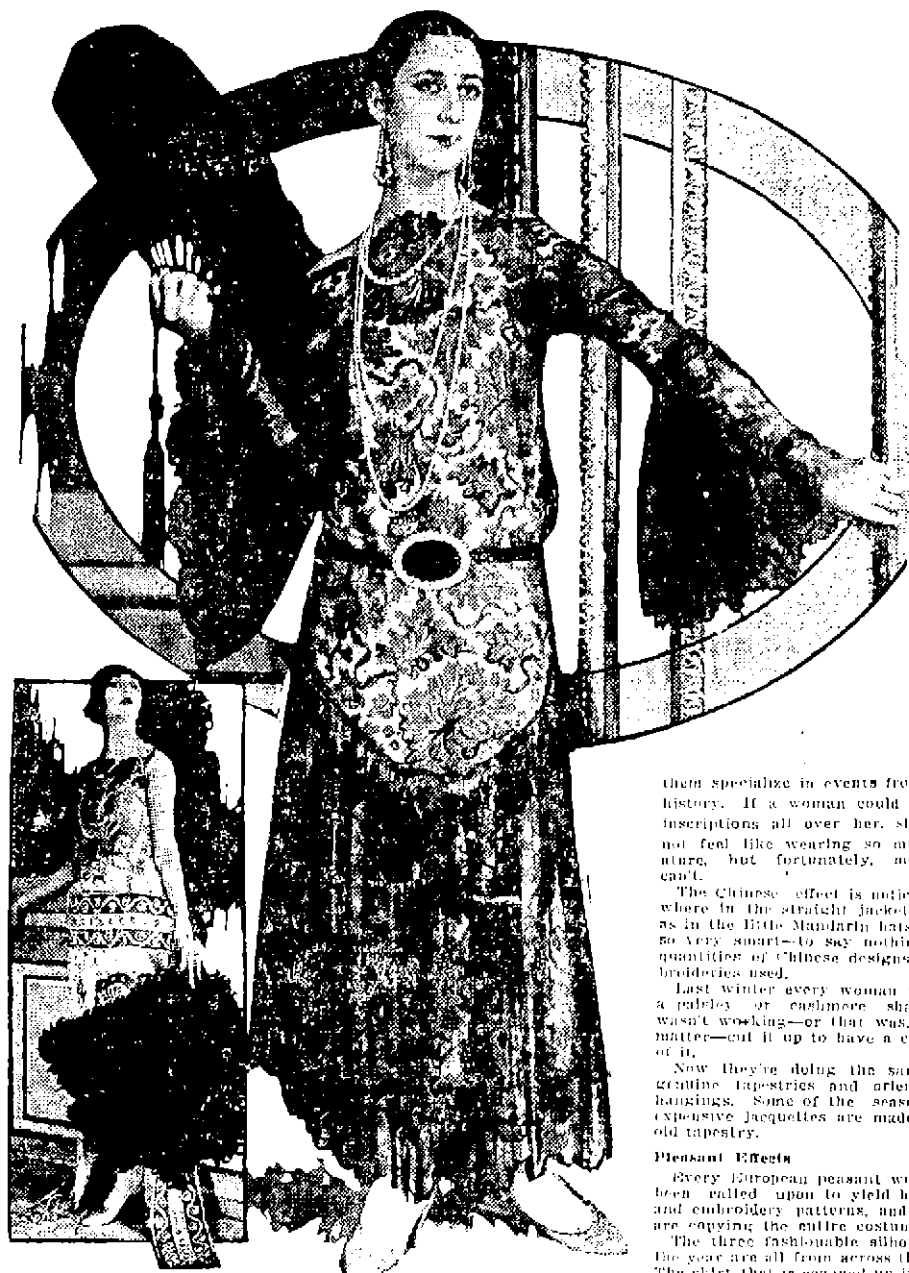 them specialize in events fro
history. If a woman could
inscriptions all over her, sh
not feel like wearing so m
ature, but fortunately,
can't.
The Chinese effect is notic
where in the straight jacket
as in the little Mandarin hats
so very smart—to say nothin
quantities of Chinese designs
broideries used.
Last winter every woman
a paisley or cashmere sha
wasn't working—or that was,
matter—cut it up to have a c
of it.
Now they're doing the sa
genuine tapestries and orien
hangings. Some of the seas
expensive jacquettes are made
old tapestry.
Pleasant Effects
Every European peasant w
been called upon to yield h
and embroidery patterns, and
are copying the entire costum
The three fashionable silho
the year are all from across th